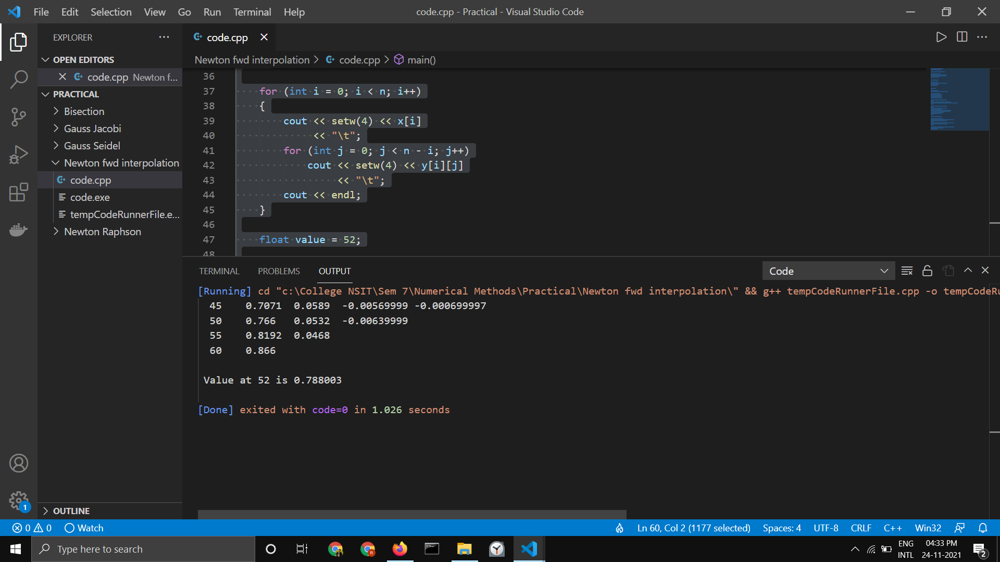 File Edit Selection View Go Run Terminal Help
code.cpp - Practical - Visual Studio Code
EXPLORER
OPEN EDITORS
code.cpp Newton f...
PRACTICAL
Bisection
Gauss Jacobi
Gauss Seidel
Newton fwd interpolation
code.cpp
code.exe
tempCodeRunnerFile.e...
Newton Raphson
OUTLINE
code.cpp
Newton fwd interpolation > code.cpp > main()
36
37 for (int i = 0; i < n; i++)
38 {
39 cout << setw(4) << x[i]
40 << "\t";
41 for (int j = 0; j < n - i; j++)
42 cout << setw(4) << y[i][j]
43 << "\t";
44 cout << endl;
45 }
46
47 float value = 52;
48
TERMINAL PROBLEMS OUTPUT
Code
[Running] cd "c:\College NSIT\Sem 7\Numerical Methods\Practical\Newton fwd interpolation\" && g++ tempCodeRunnerFile.cpp -o tempCodeRu
45 0.7071 0.0589 -0.00569999 -0.000699997
50 0.766 0.0532 -0.00639999
55 0.8192 0.0468
60 0.866
Value at 52 is 0.788003
[Done] exited with code=0 in 1.026 seconds
1
0 0 Watch
Ln 60, Col 2 (1177 selected) Spaces: 4 UTF-8 CRLF C++ Win32
Type here to search
R
ENG
INTL
04:33 PM
24-11-2021
2